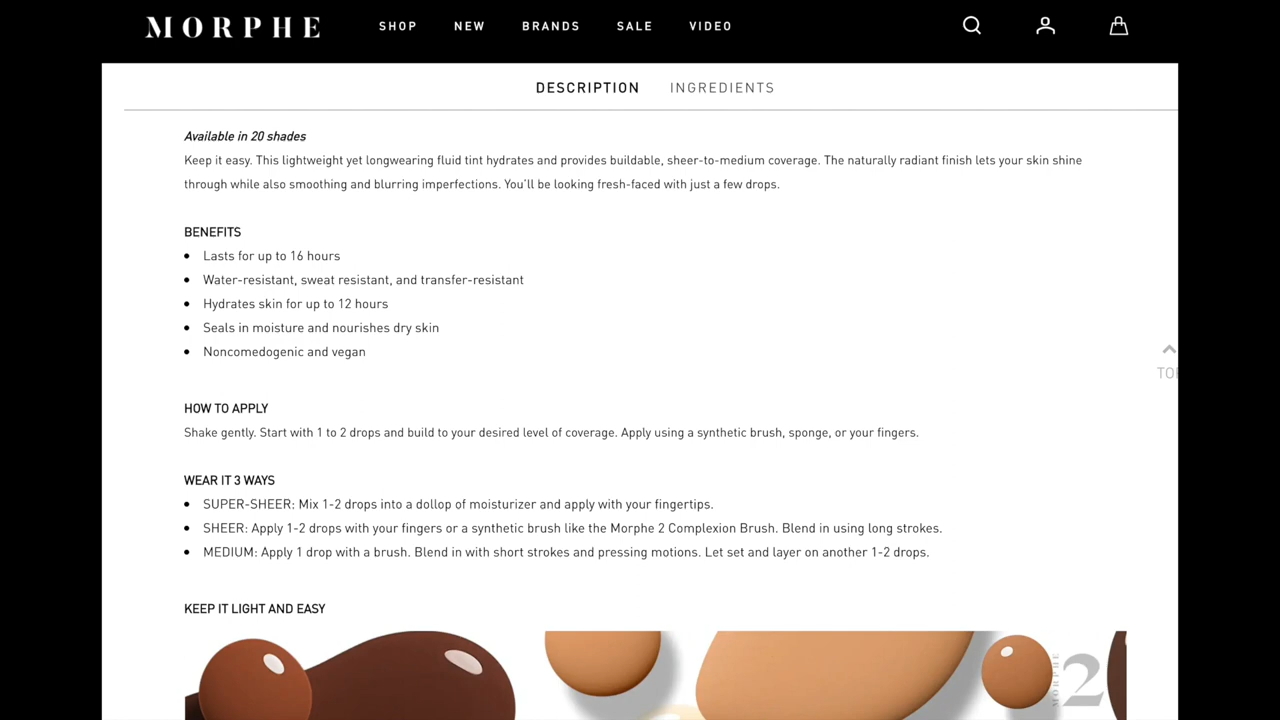 MORPHE
SHOP NEW BRANDS SALE VIDEO
DESCRIPTION INGREDIENTS
Available in 20 shades
Keep it easy. This lightweight yet longwearing fluid tint hydrates and provides buildable, sheer-to-medium coverage. The naturally radiant finish lets your skin shine
through while also smoothing and blurring imperfections. You'll be looking fresh-faced with just a few drops.
BENEFITS
• Lasts for up to 16 hours
• Water-resistant, sweat resistant, and transfer-resistant
• Hydrates skin for up to 12 hours
• Seals in moisture and nourishes dry skin
• Noncomedogenic and vegan
TO
HOW TO APPLY
Shake gently. Start with 1 to 2 drops and build to your desired level of coverage. Apply using a synthetic brush, sponge, or your fingers.
WEAR IT 3 WAYS
• SUPER-SHEER: Mix 1-2 drops into a dollop of moisturizer and apply with your fingertips.
• SHEER: Apply 1-2 drops with your fingers or a synthetic brush like the Morphe 2 Complexion Brush. Blend in using long strokes.
• MEDIUM: Apply 1 drop with a brush. Blend in with short strokes and pressing motions. Let set and layer on another 1-2 drops.
KEEP IT LIGHT AND EASY
MORPHE 2